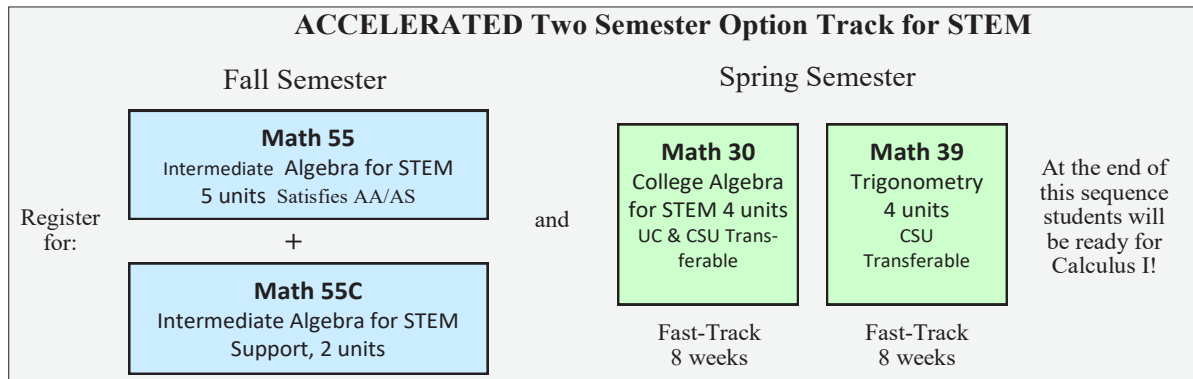 ACCELERATED Two Semester Option Track for STEM
Fall Semester
Spring Semester
Register
for:
Math 55
Intermediate Algebra for STEM
5 units Satisfies AA/AS
+
Math 55C
Intermediate Algebra for STEM
Support, 2 units
and
Math 30
College Algebra
for STEM 4 units
UC & CSU Trans-
ferable
Fast-Track
8 weeks
Math 39
Trigonometry
4 units
CSU
Transferable
Fast-Track
8 weeks
At the end of
this sequence
students will
be ready for
Calculus I!